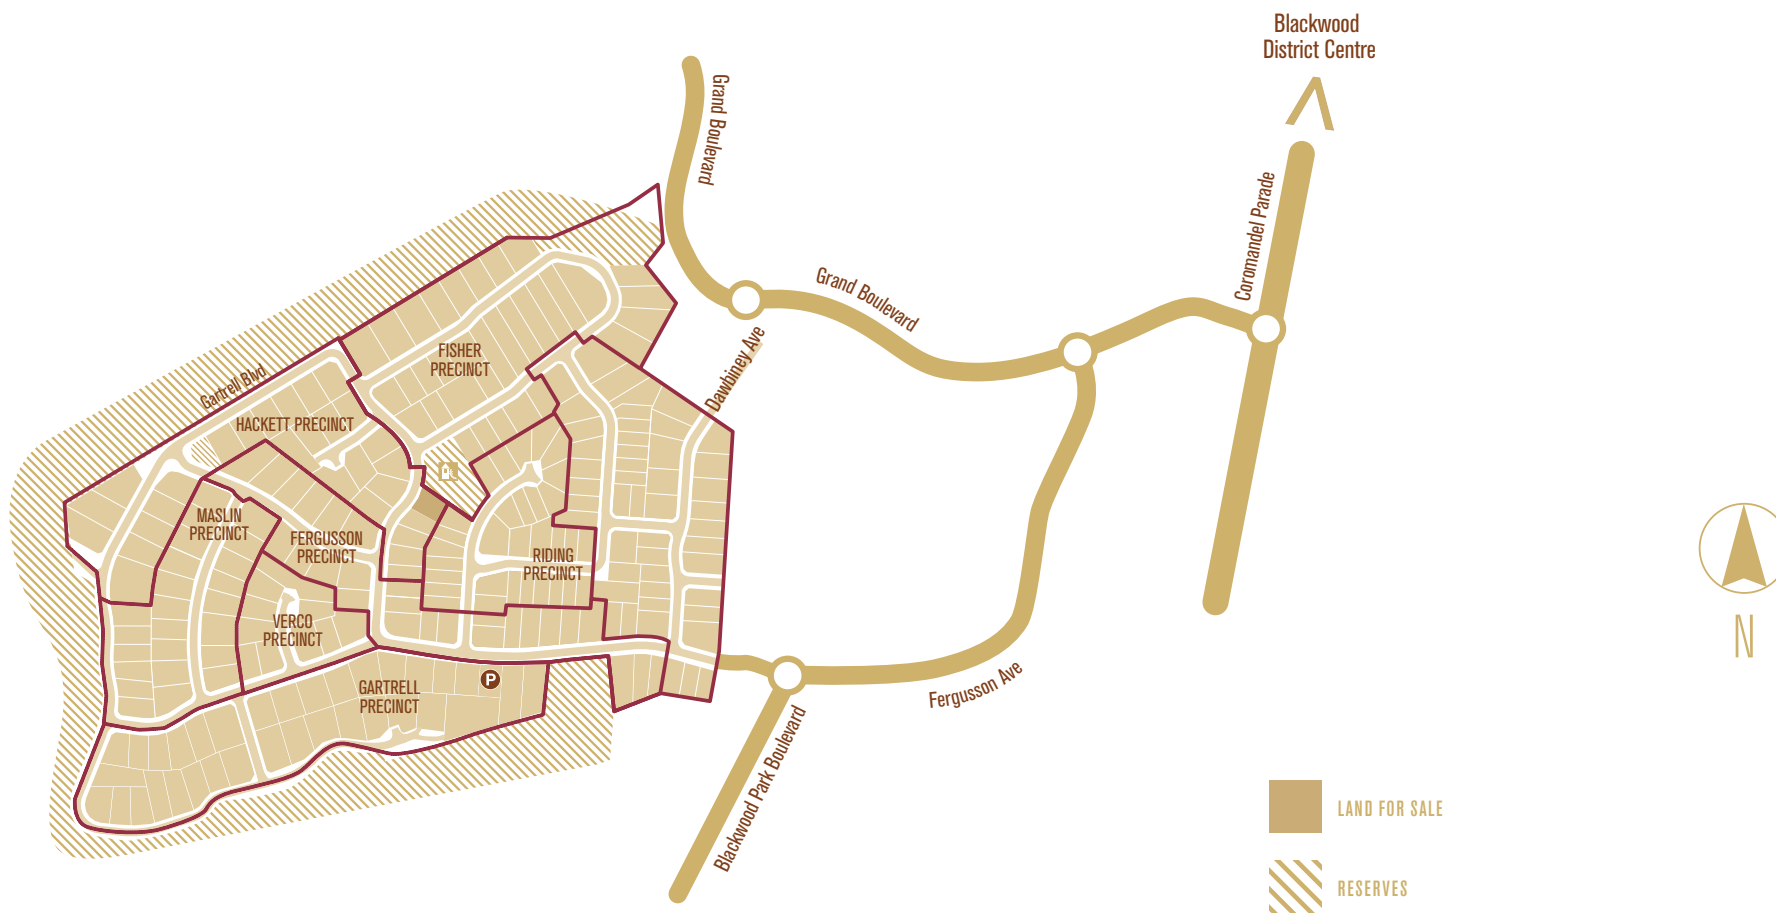 Blackwood
District Centre
Grand Boulevard
Coromandel Parade
Grand Boulevard
Dawbiney Ave
FISHER
PRECINCT
Gartrell Blvd
HACKETT PRECINCT
MASLIN
PRECINCT
FERGUSSON
PRECINCT
RIDING
PRECINCT
VERCO
PRECINCT
GARTRELL
PRECINCT
P
Fergusson Ave
Blackwood Park Boulevard
N
LAND FOR SALE
RESERVES